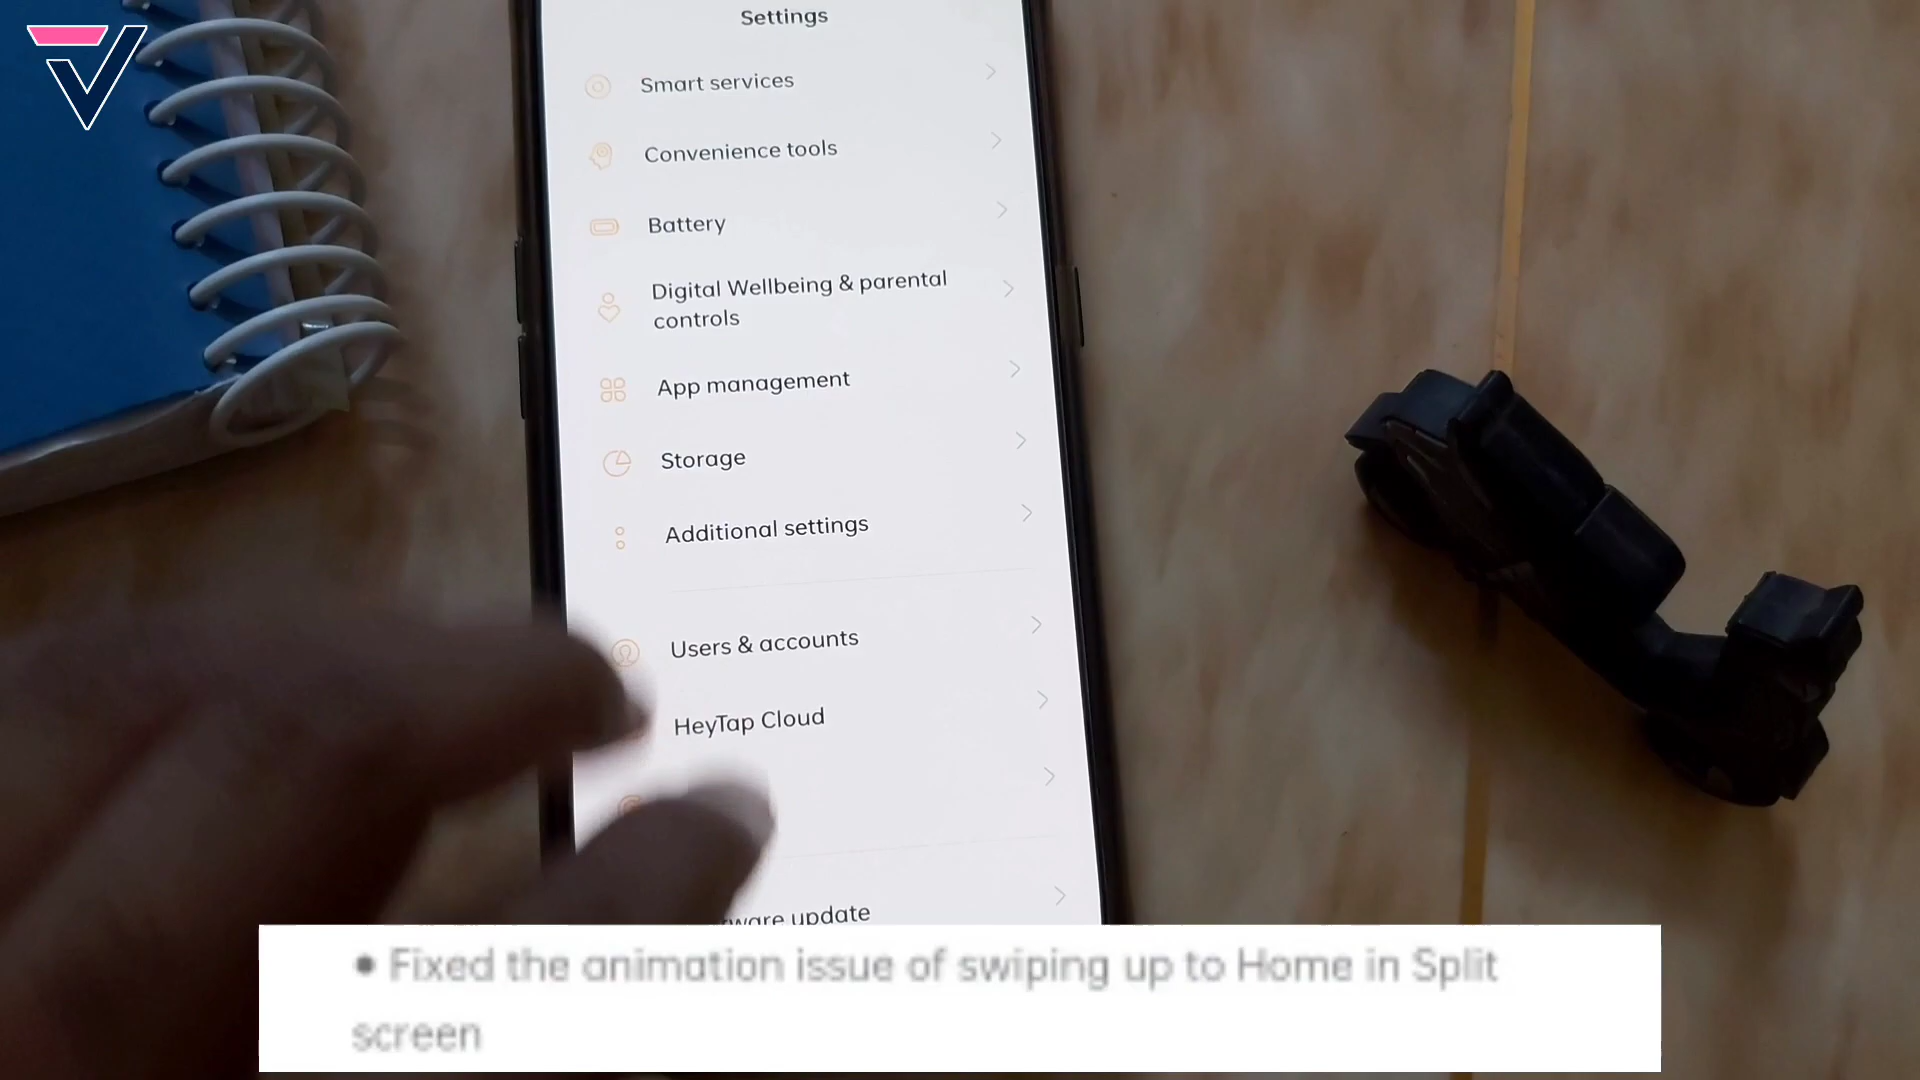 Settings
Smart services
Convenience tools
Battery
Digital Wellbeing & parental
controls
App management
Storage
Additional settings
Users & accounts
HeyTap Cloud
update
• Fixed the animation issue of swiping up to Home in Split
screen